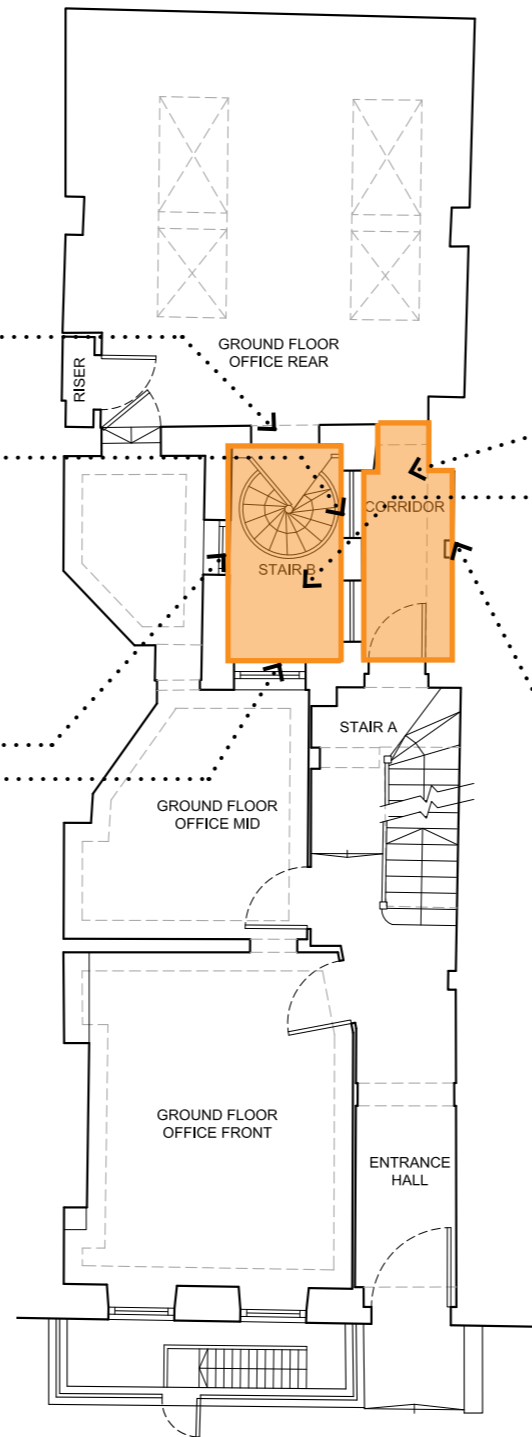 GROUND FLOOR
OFFICE REAR
RISER
CORRIDOR
STAIR B
STAIR A
GROUND FLOOR
OFFICE MID
GROUND FLOOR
OFFICE FRONT
ENTRANCE
HALL